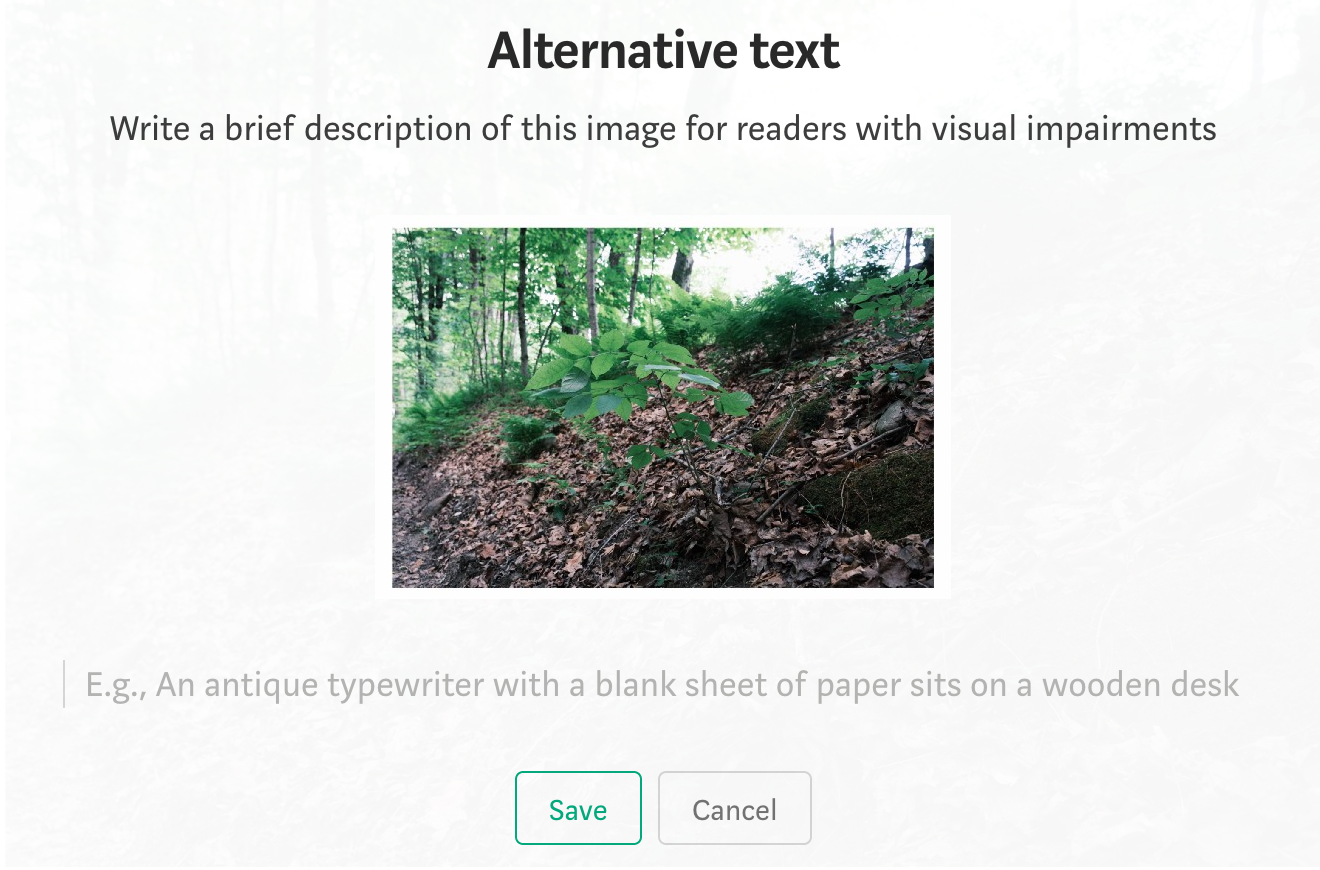 Alternative text
Write a brief description of this image for readers with visual impairments
E.g., An antique typewriter with a blank sheet of paper sits on a wooden desk
Save
Cancel